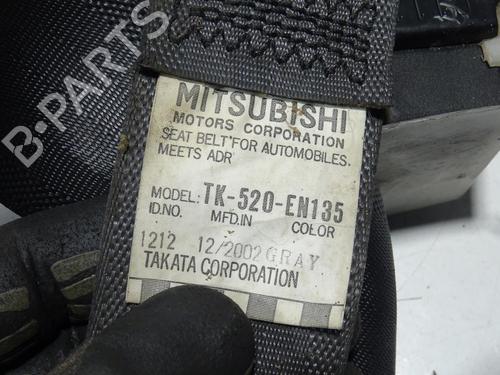 B-PARTS
MITSUBISHI
MOTORS CORPORATION
SEAT BELT FOR AUTOMOBILES.
MEETS ADR
MODEL: TK-520-EN135
ID.NO. MFD.IN COLOR
1212 12/2002 GRAY
TAKATA CORPORATION